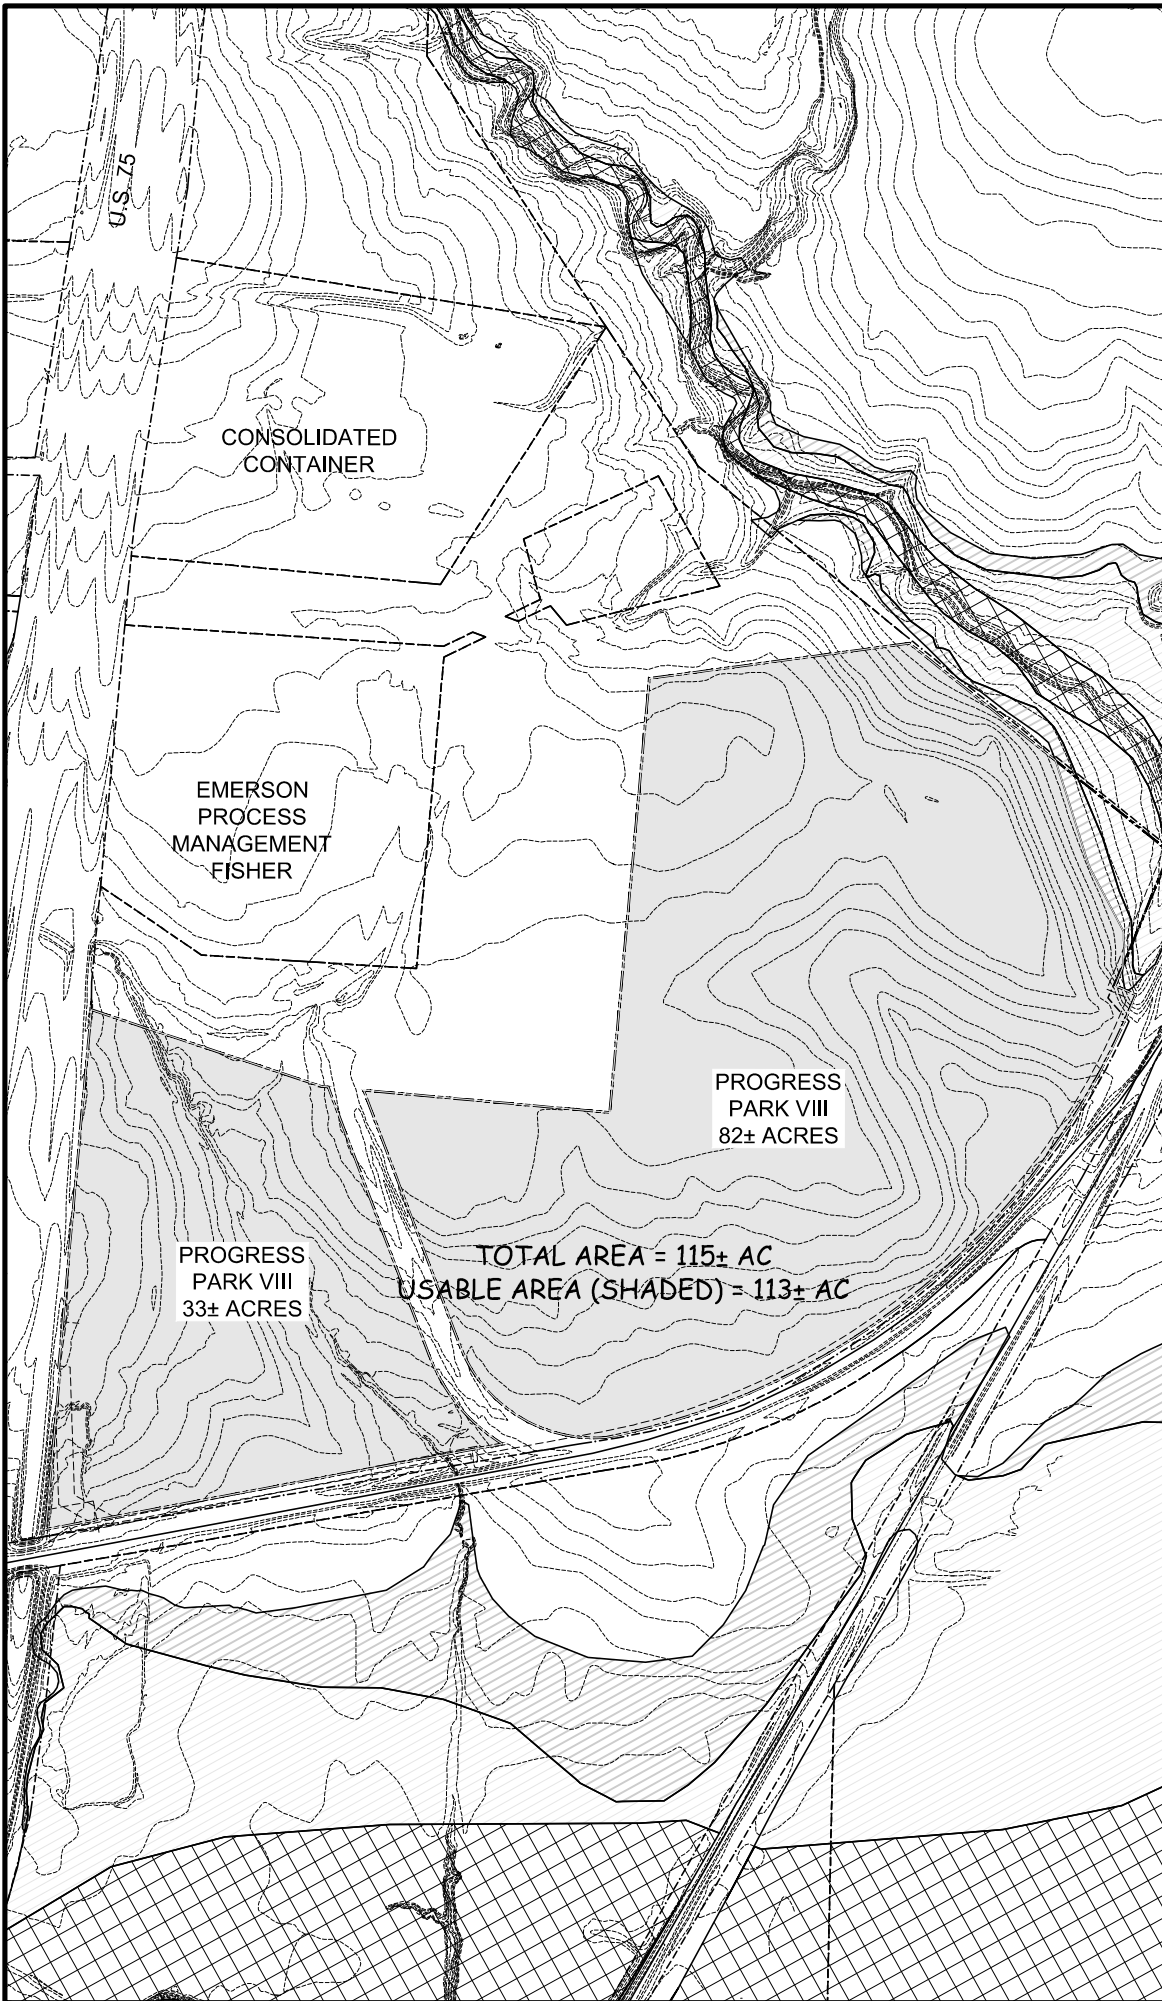 U.S. 75
CONSOLIDATED
CONTAINER
EMERSON
PROCESS
MANAGEMENT
FISHER
PROGRESS
PARK VIII
82± ACRES
PROGRESS
PARK VIII
33± ACRES
TOTAL AREA = 115± AC
USABLE AREA (SHADED) = 113± AC